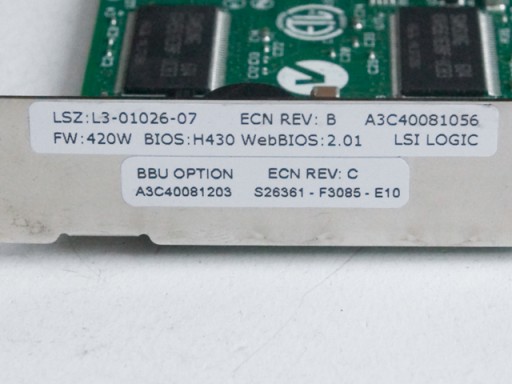 LSZ:L3-01026-07 ECN REV: B A3C40081056
FW:420W BIOS:H430 WebBIOS:2.01 LSI LOGIC
BBU OPTION ECN REV: C
A3C40081203 S26361 - F3085 - E10